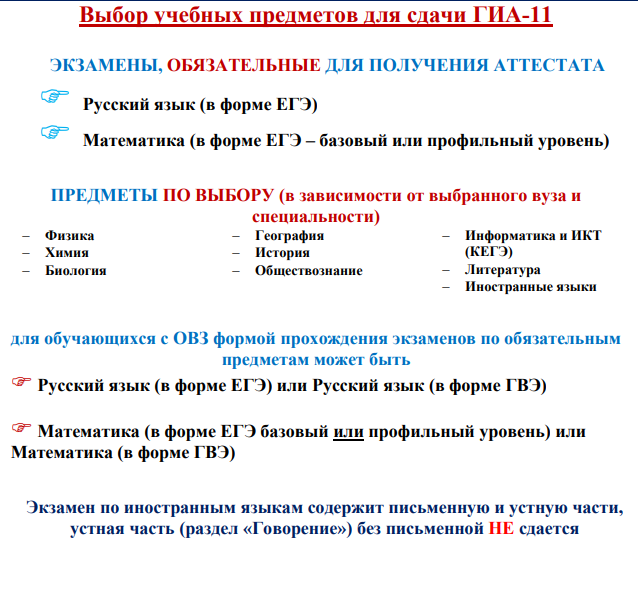 Выбор учебных предметов для сдачи ГИА-11
ЭКЗАМЕНЫ, ОБЯЗАТЕЛЬНЫЕ ДЛЯ ПОЛУЧЕНИЯ АТТЕСТАТА
Русский язык (в форме ЕГЭ)
Математика (в форме ЕГЭ – базовый или профильный уровень)
ПРЕДМЕТЫ ПО ВЫБОРУ (в зависимости от выбранного вуза и
специальности)
– Физика
– Химия
– Биология
– География
– История
– Обществознание
– Информатика и ИКТ
(КЕГЭ)
– Литература
– Иностранные языки
для обучающихся с ОВЗ формой прохождения экзаменов по обязательным
предметам может быть
Русский язык (в форме ЕГЭ) или Русский язык (в форме ГВЭ)
Математика (в форме ЕГЭ базовый или профильный уровень) или
Математика (в форме ГВЭ)
Экзамен по иностранным языкам содержит письменную и устную части,
устная часть (раздел «Говорение») без письменной НЕ сдается